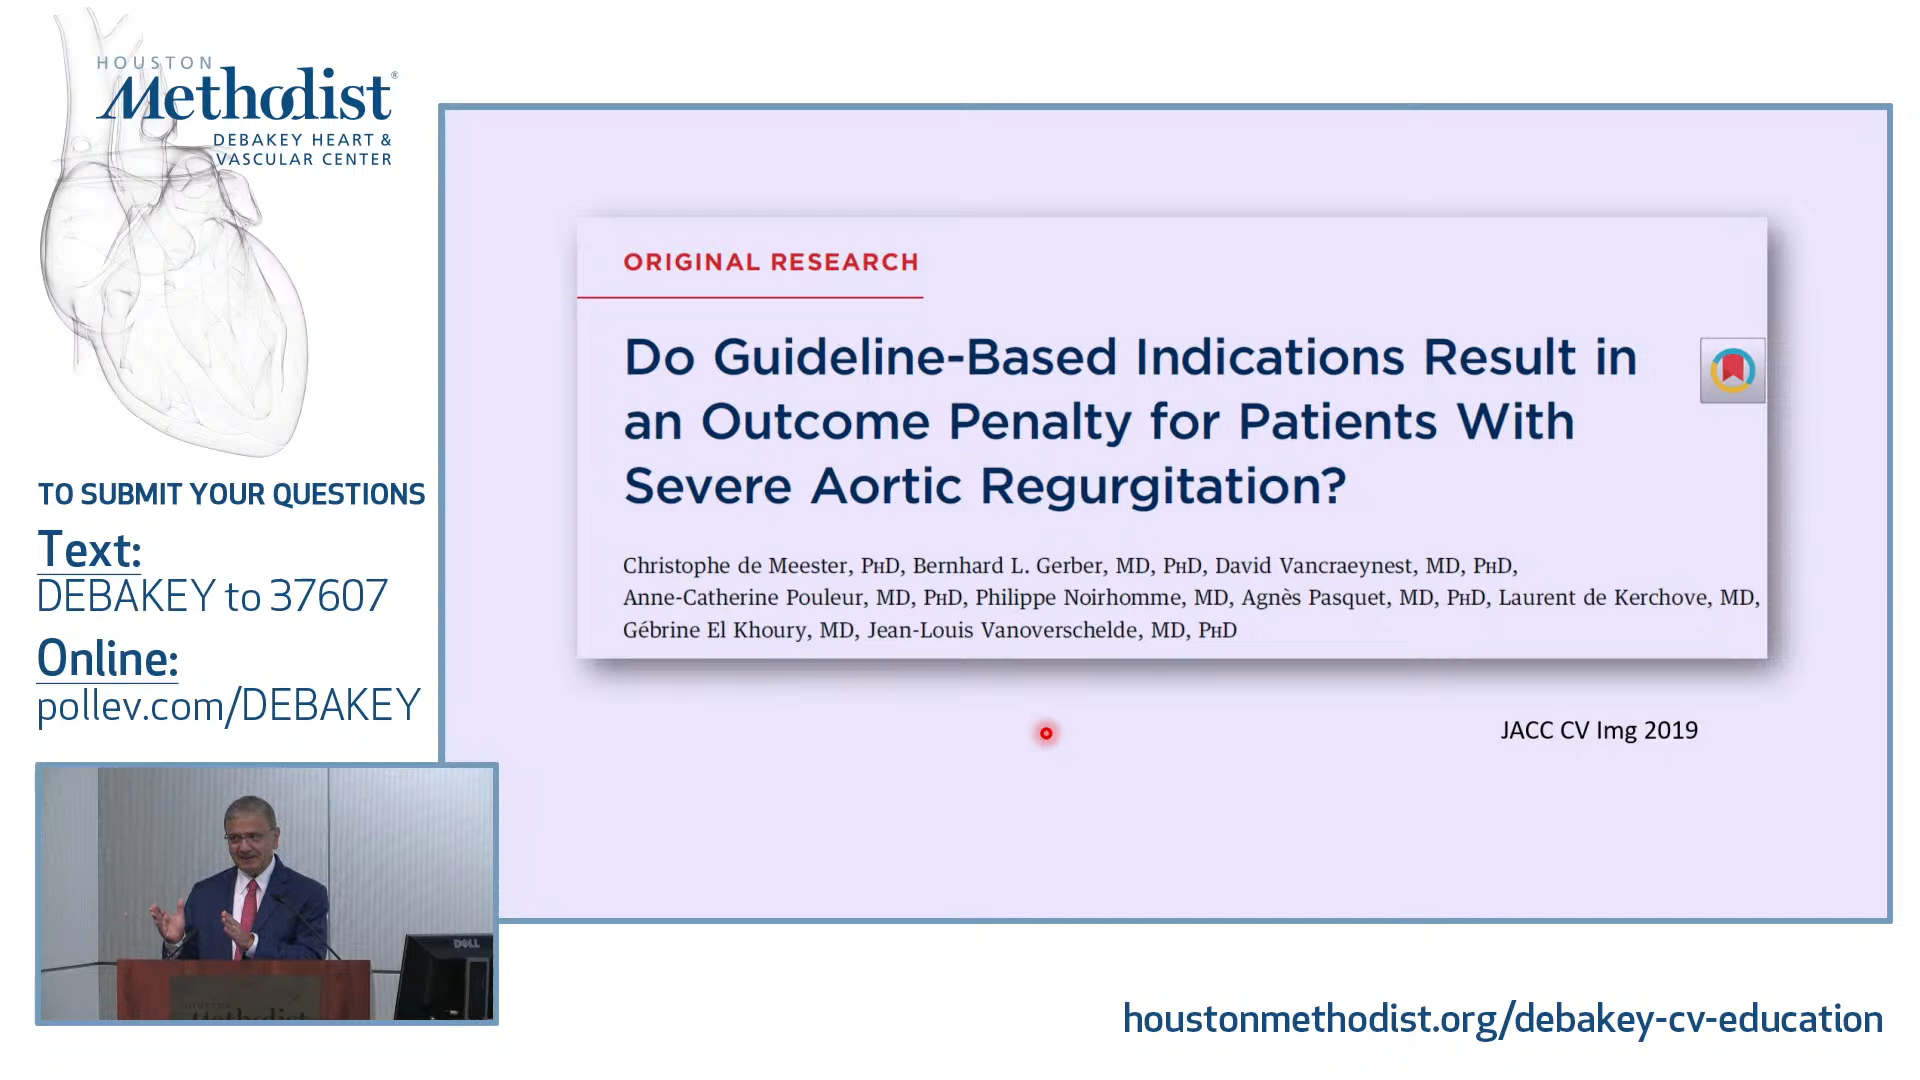 HOUSTON
Methodist®
DEBAKEY HEART &
VASCULAR CENTER
TO SUBMIT YOUR QUESTIONS
Text:
DEBAKEY to 37607
Online:
pollev.com/DEBAKEY
ORIGINAL RESEARCH
Do Guideline-Based Indications Result in
an Outcome Penalty for Patients With
Severe Aortic Regurgitation?
Christophe de Meester, PhD, Bernhard L. Gerber, MD, PhD, David Vancraeynest, MD, PhD,
Anne-Catherine Pouleur, MD, PhD, Philippe Noirhomme, MD, Agnès Pasquet, MD, PhD, Laurent de Kerchove, MD,
Gébrine El Khoury, MD, Jean-Louis Vanoverschelde, MD, PhD
JACC CV Img 2019
DELL
HOUSTON
Methodist
houstonmethodist.org/debakey-cv-education